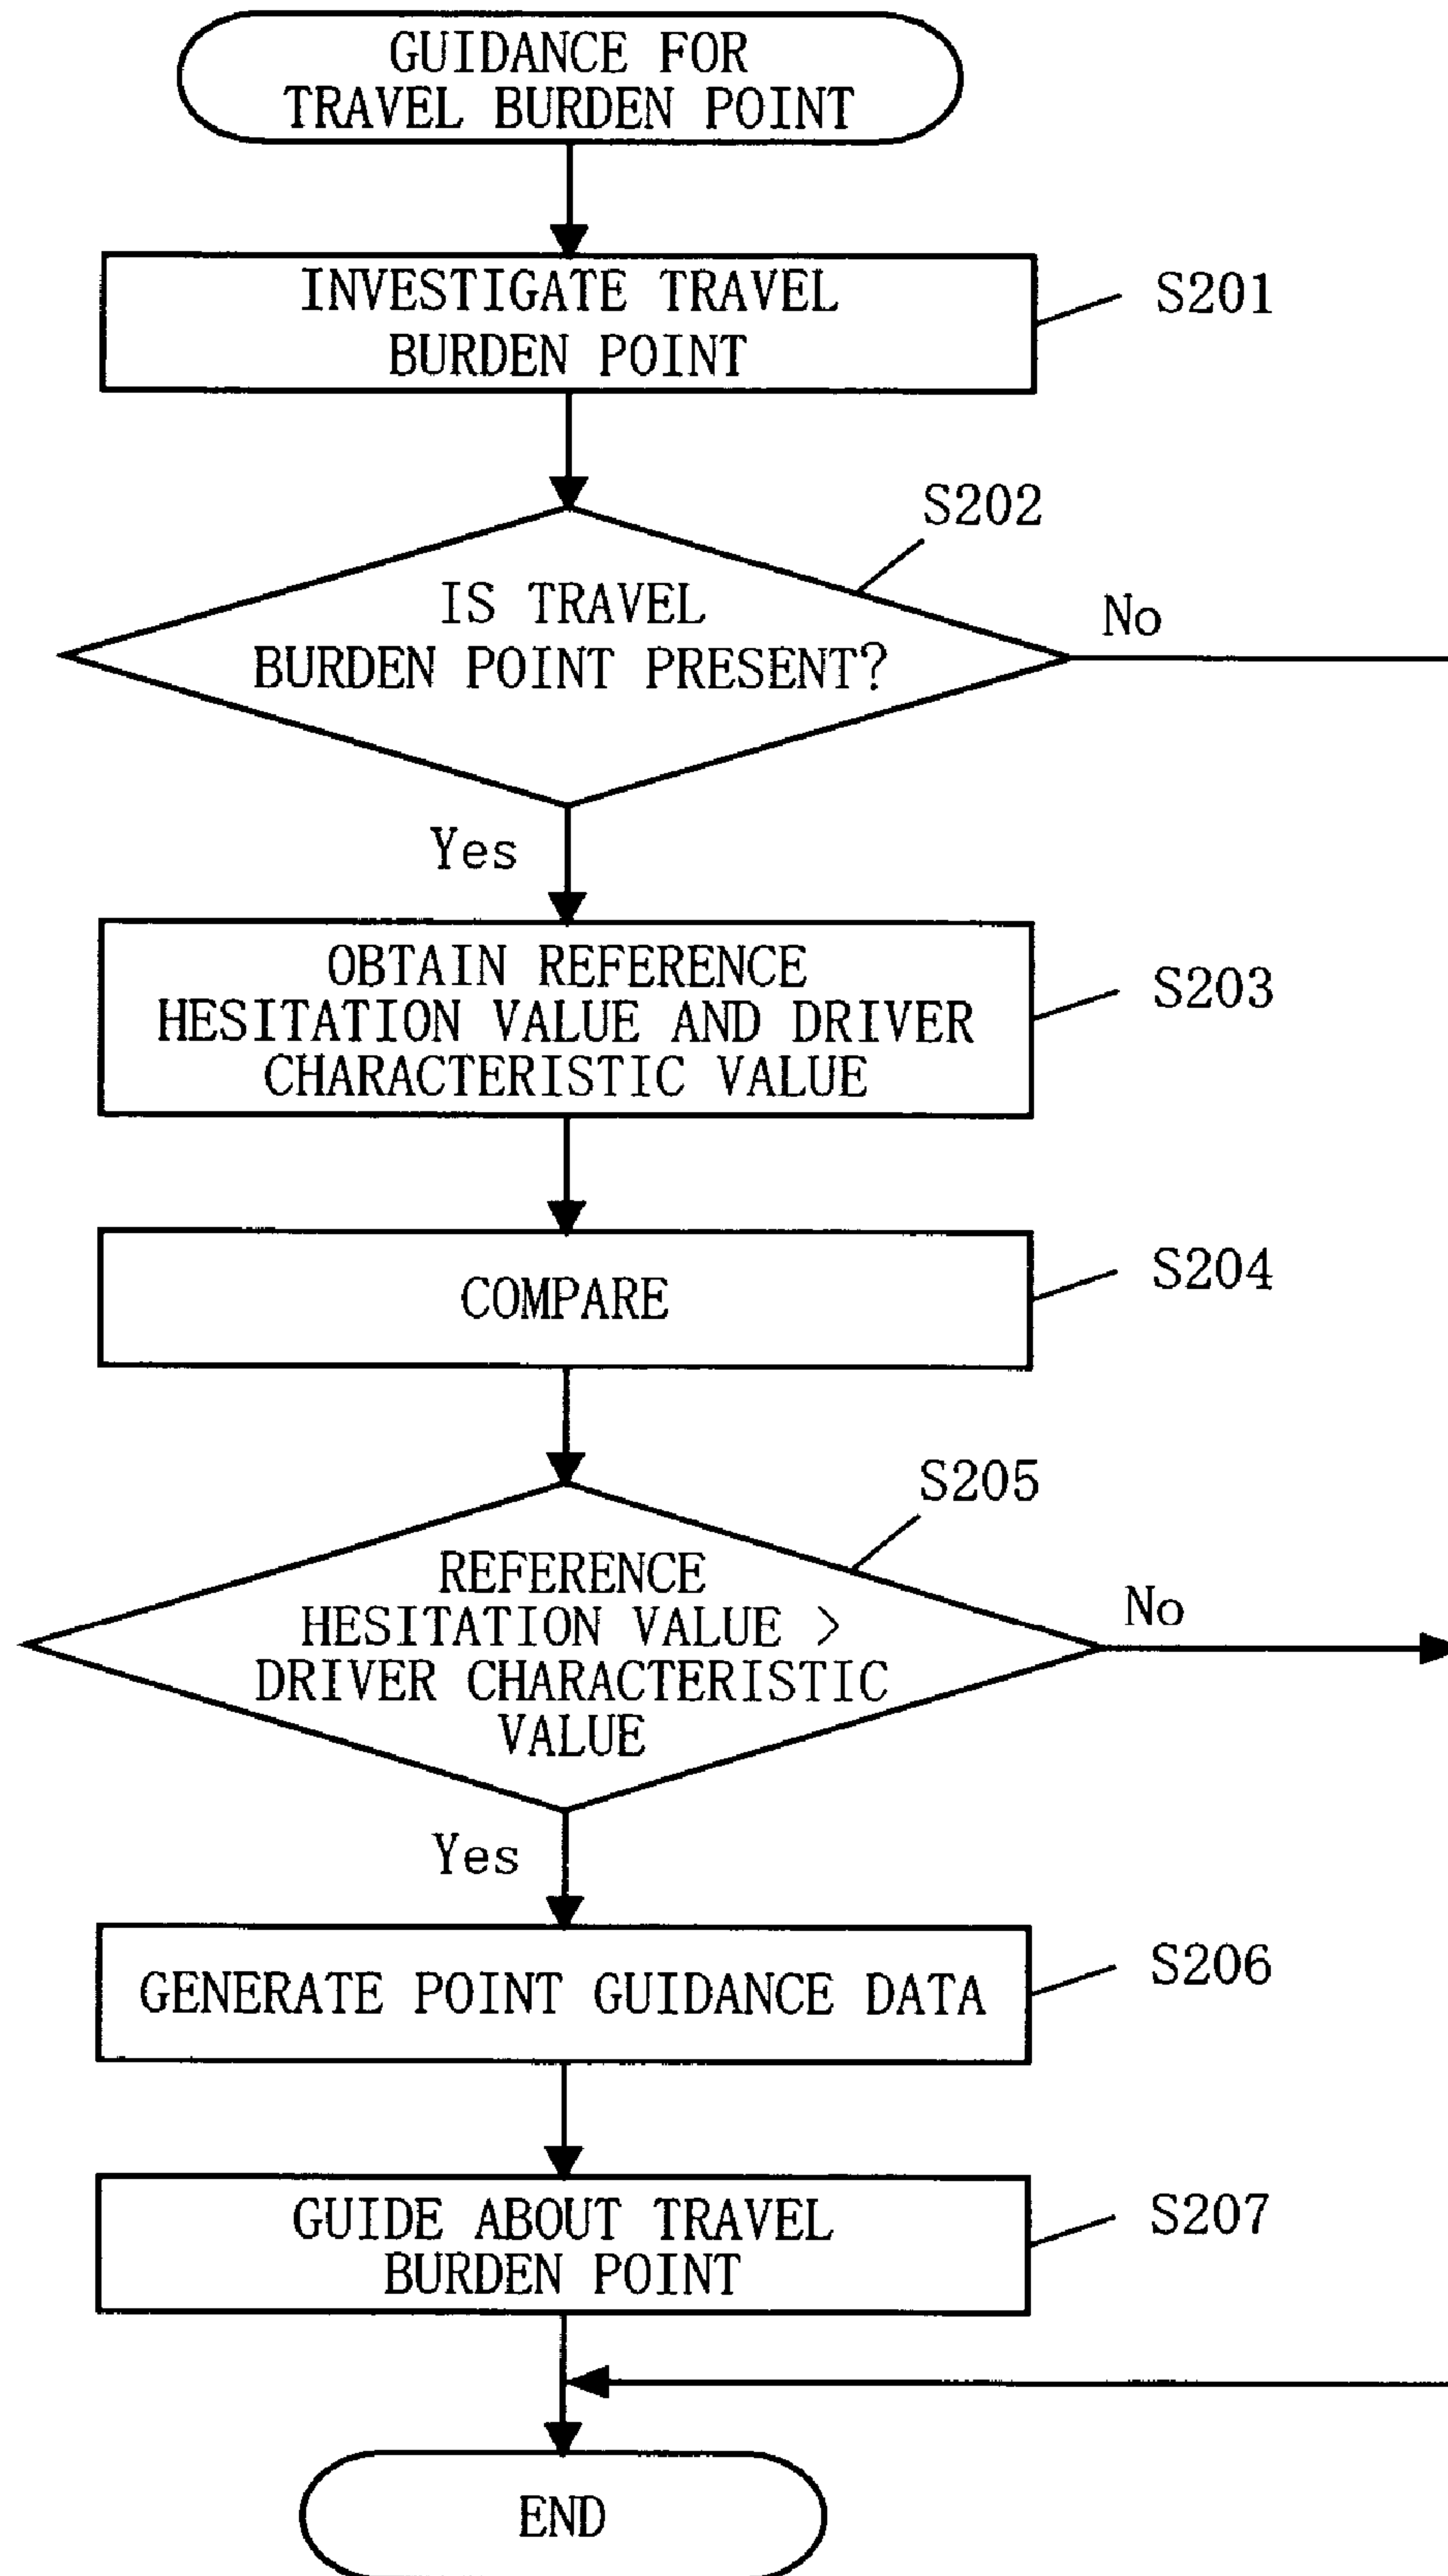 GUIDANCE FOR
TRAVEL BURDEN POINT
INVESTIGATE TRAVEL
BURDEN POINT
S201
S202
IS TRAVEL
BURDEN POINT PRESENT?
No
Yes
OBTAIN REFERENCE
HESITATION VALUE AND DRIVER
CHARACTERISTIC VALUE
S203
COMPARE
S204
S205
REFERENCE
HESITATION VALUE >
DRIVER CHARACTERISTIC
VALUE
No
Yes
GENERATE POINT GUIDANCE DATA
S206
GUIDE ABOUT TRAVEL
BURDEN POINT
S207
END